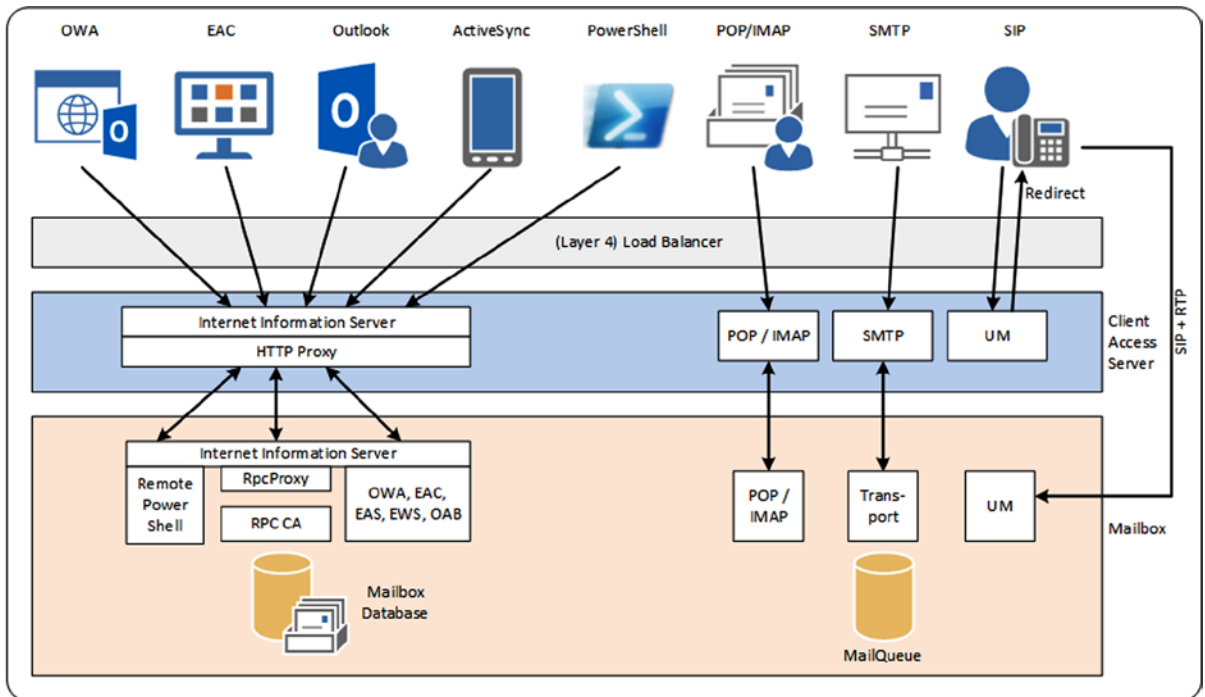 OWA
EAC
Outlook
ActiveSync
PowerShell
POP/IMAP
SMTP
SIP
O
O
Redirect
(Layer 4) Load Balancer
Internet Information Server
HTTP Proxy
POP / IMAP
SMTP
UM
Client
Access
Server
SIP + RTP
Internet Information Server
Remote
Power
Shell
RpcProxy
RPC CA
OWA, EAC,
EAS, EWS, OAB
POP /
IMAP
Trans-
port
UM
Mailbox
Mailbox
Database
MailQueue